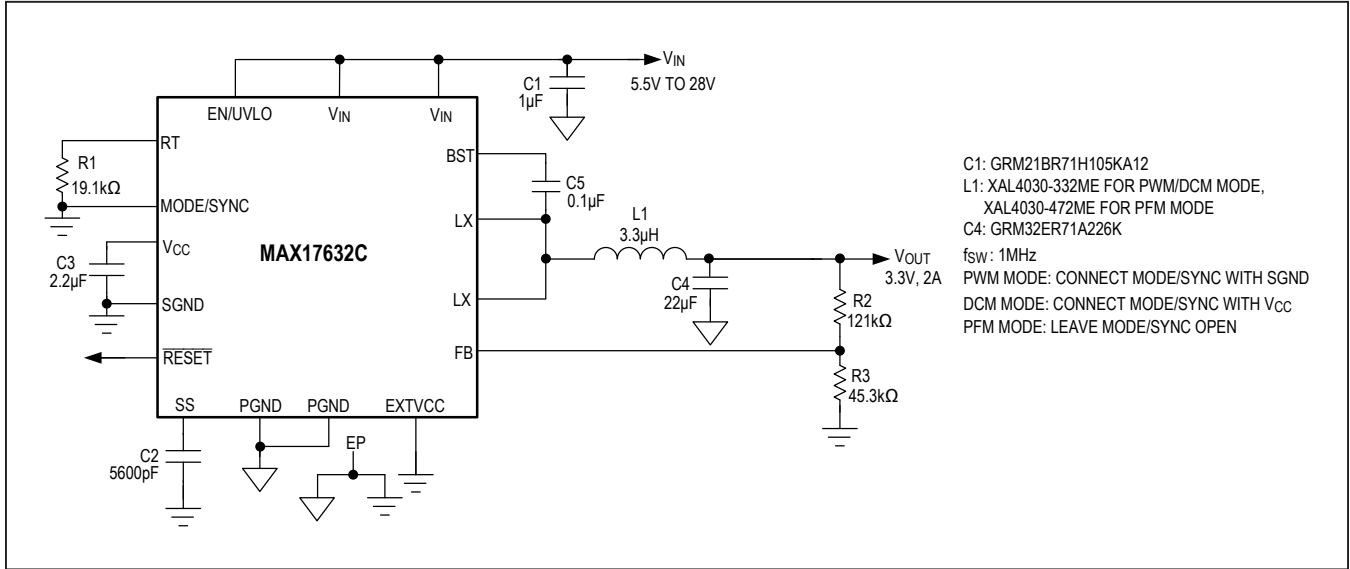 VIN
5.5V TO 28V
C1
1µF
EN/UVLO
VIN
VIN
RT
R1
19.1kΩ
MODE/SYNC
VCC
C3
2.2µF
SGND
RESET
MAX17632C
BST
C5
0.1µF
LX
LX
L1
3.3µH
C4
22µF
VOUT
3.3V, 2A
R2
121kΩ
FB
R3
45.3kΩ
SS
PGND
PGND
EXTVCC
C2
5600pF
EP
C1: GRM21BR71H105KA12
L1: XAL4030-332ME FOR PWM/DCM MODE,
XAL4030-472ME FOR PFM MODE
C4: GRM32ER71A226K
fSW : 1MHz
PWM MODE: CONNECT MODE/SYNC WITH SGND
DCM MODE: CONNECT MODE/SYNC WITH VCC
PFM MODE: LEAVE MODE/SYNC OPEN